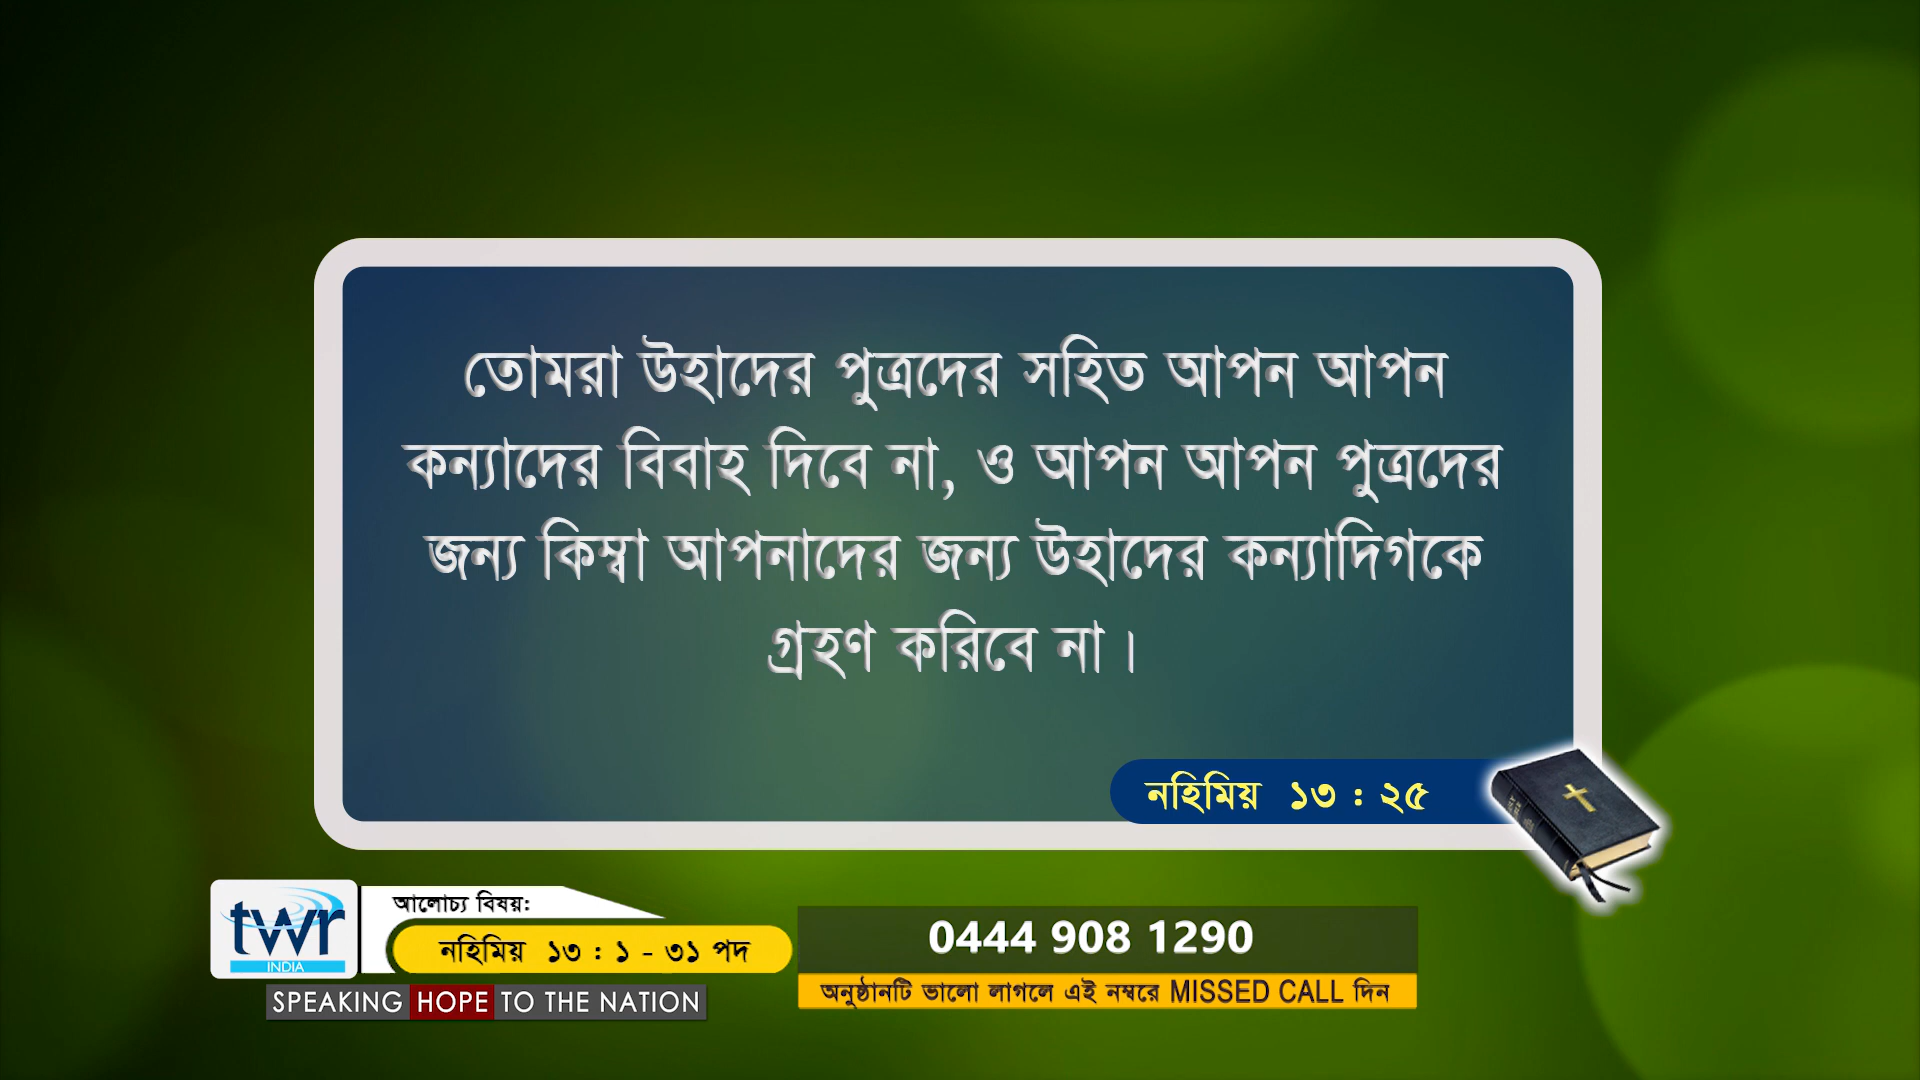 তোমরা উহাদের পুত্রদের সহিত আপন আপন
কন্যাদের বিবাহ দিবে না, ও আপন আপন পুত্রদের
জন্য কিম্বা আপনাদের জন্য উহাদের কন্যাদিগকে
গ্রহণ করিবে না।
নহিমিয় ১৩ : ২৫
twr
INDIA
আলোচ্য বিষয়:
নহিমিয় ১৩ : ১ - ৩১ পদ
SPEAKING HOPE TO THE NATION
0444 908 1290
অনুষ্ঠানটি ভালো লাগলে এই নম্বরে MISSED CALL দিন